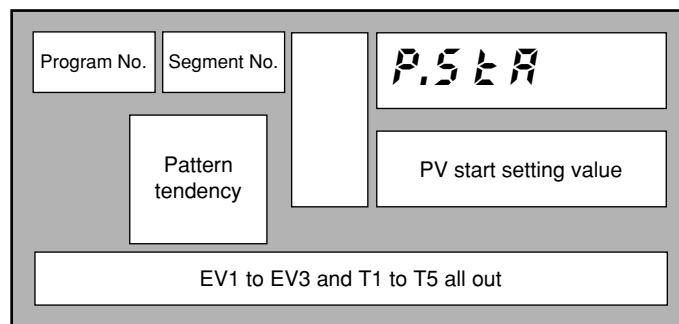 Program No.
Segment No.
P.StA
Pattern
tendency
PV start setting value
EV1 to EV3 and T1 to T5 all out